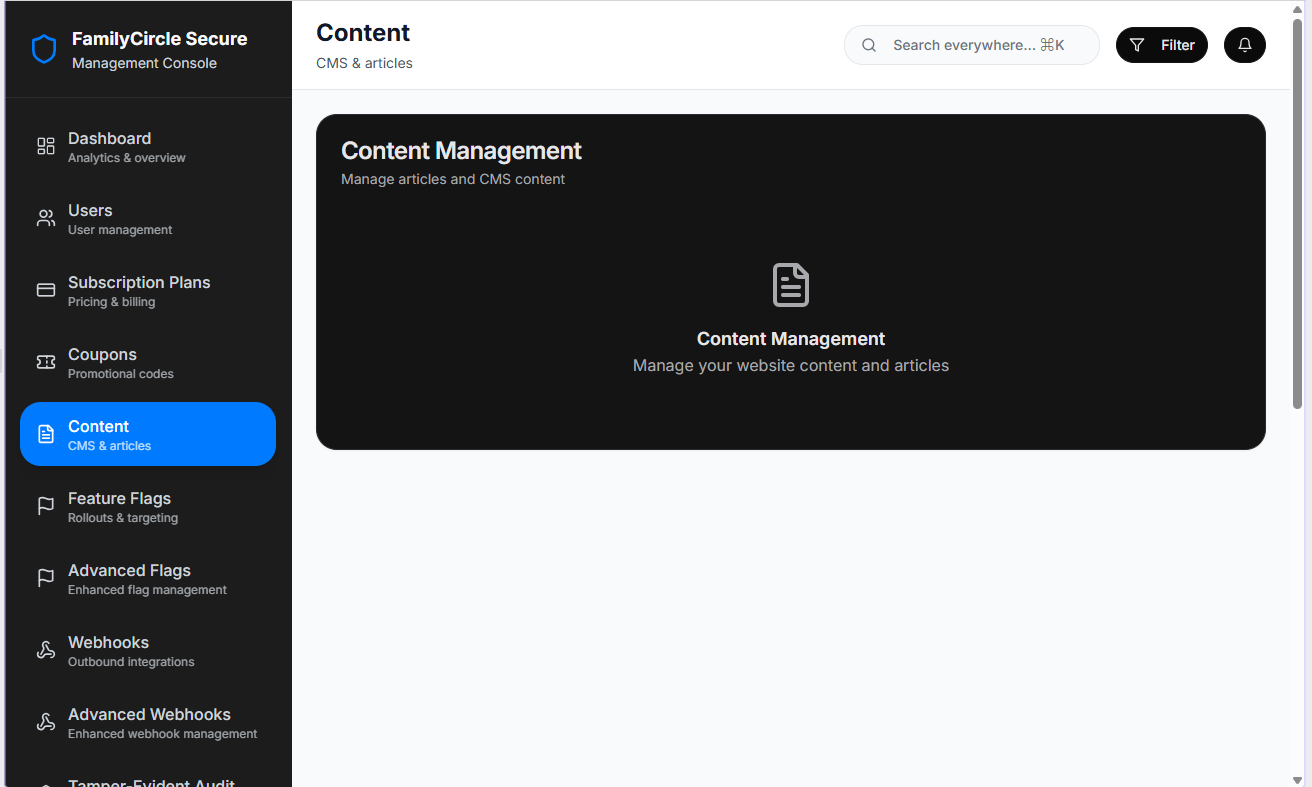 FamilyCircle Secure
Management Console
Dashboard
Analytics & overview
Users
User management
Subscription Plans
Pricing & billing
Coupons
Promotional codes
Content
CMS & articles
Feature Flags
Rollouts & targeting
Advanced Flags
Enhanced flag management
Webhooks
Outbound integrations
Advanced Webhooks
Enhanced webhook management
Tamper-Evident Audit
Content
CMS & articles
Search everywhere... ⌘K
Filter
Content Management
Manage articles and CMS content
Content Management
Manage your website content and articles